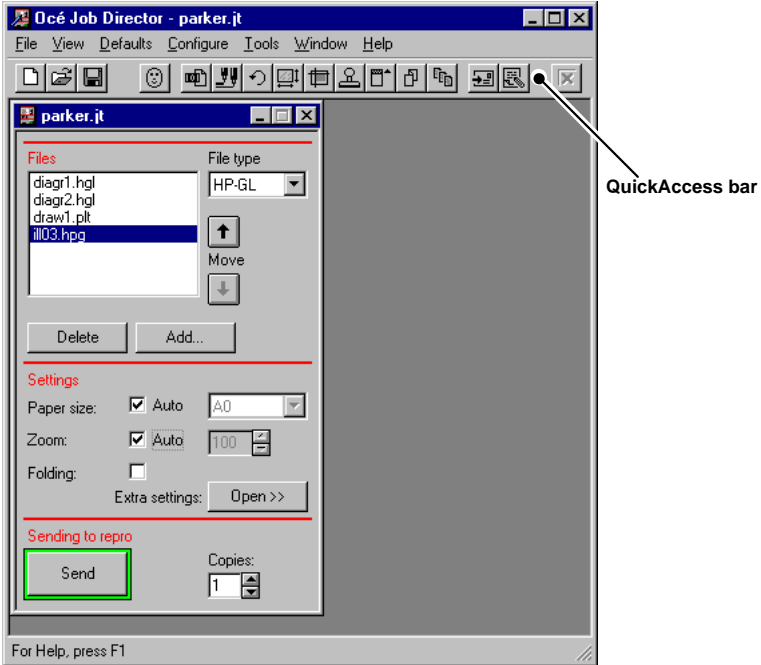 Océ Job Director - parker.jt
File View Defaults Configure Tools Window Help
QuickAccess bar
parker.jt
Files
File type
diagr1.hgl
diagr2.hgl
draw1.plt
ill03.hpg
HP-GL
Move
Delete
Add...
Settings
Paper size: Auto A0
Zoom: Auto 100
Folding:
Extra settings: Open >>
Sending to repro
Send
Copies:
1
For Help, press F1